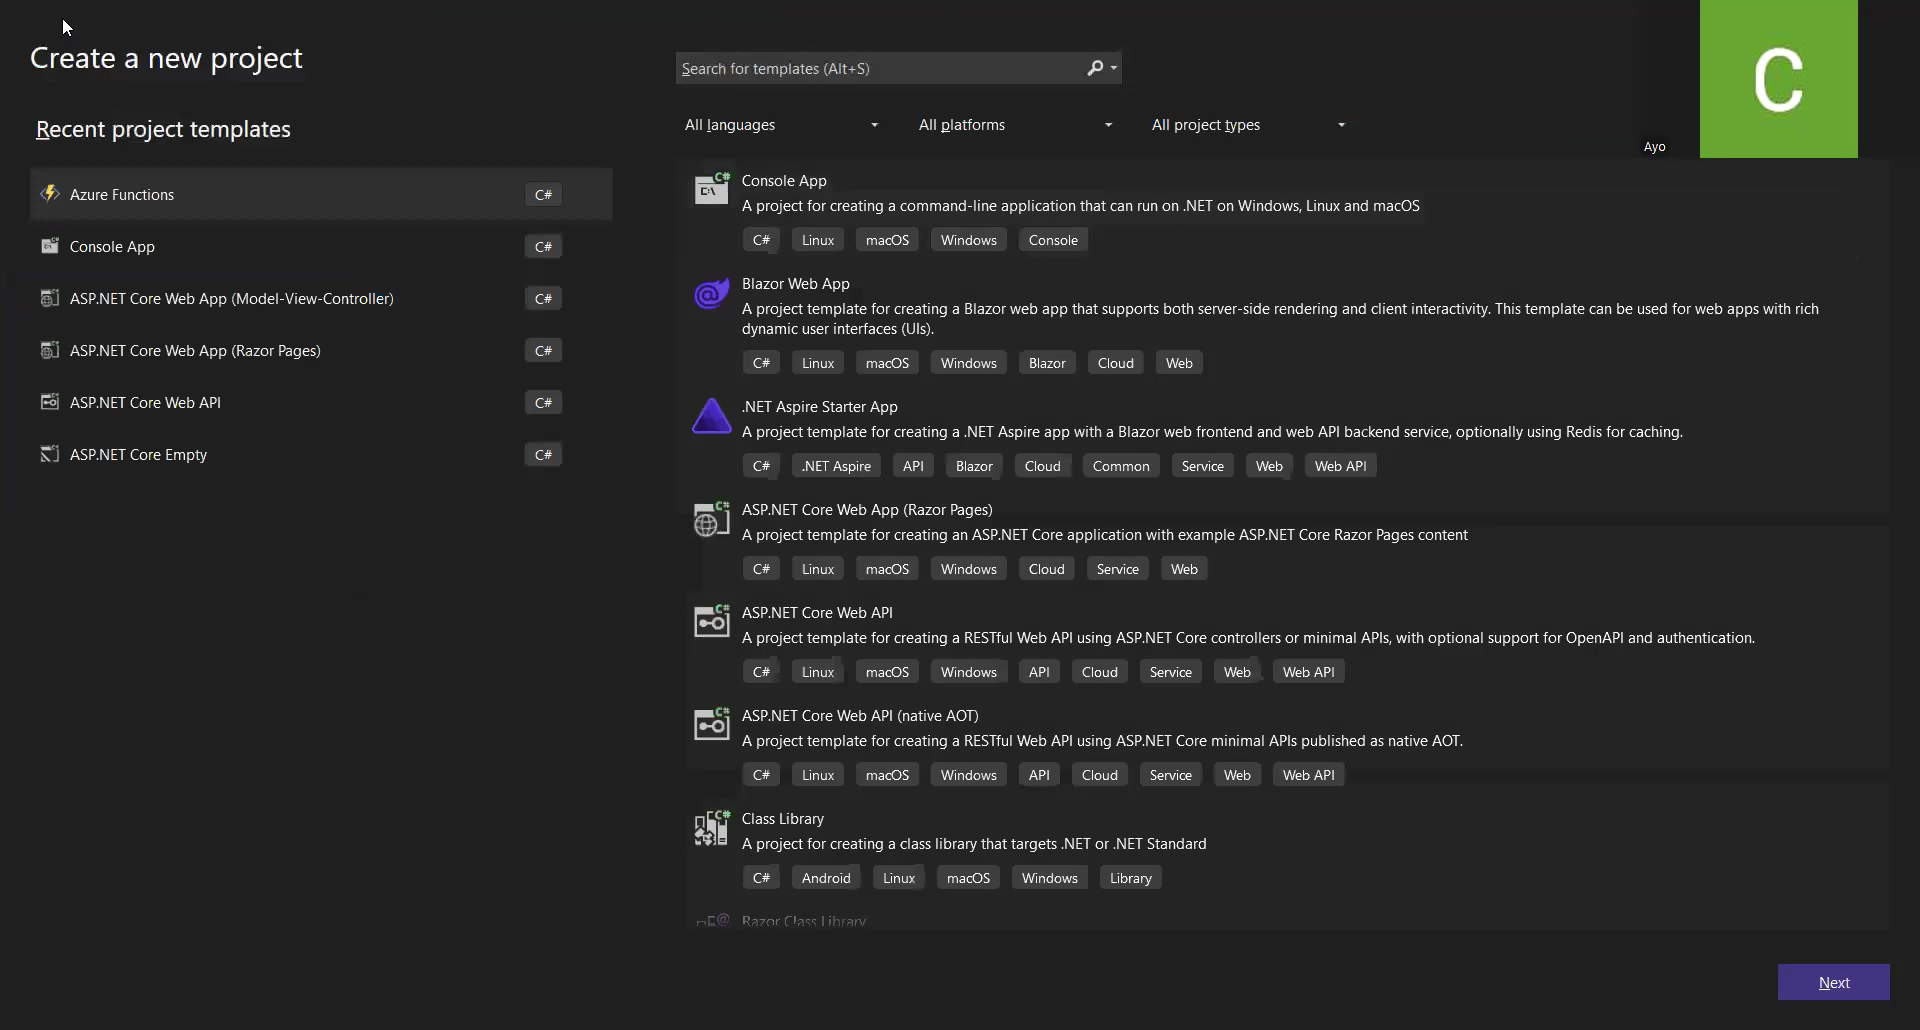 Create a new project
Search for templates (Alt+S)
C
Ayo
Recent project templates
All languages
All platforms
All project types
Azure Functions
C#
Console App
C#
ASP.NET Core Web App (Model-View-Controller)
C#
ASP.NET Core Web App (Razor Pages)
C#
ASP.NET Core Web API
C#
ASP.NET Core Empty
C#
Console App
A project for creating a command-line application that can run on .NET on Windows, Linux and macOS
C# Linux macOS Windows Console
Blazor Web App
A project template for creating a Blazor web app that supports both server-side rendering and client interactivity. This template can be used for web apps with rich
dynamic user interfaces (UIs).
C# Linux macOS Windows Blazor Cloud Web
.NET Aspire Starter App
A project template for creating a .NET Aspire app with a Blazor web frontend and web API backend service, optionally using Redis for caching.
C# .NET Aspire API Blazor Cloud Common Service Web Web API
ASP.NET Core Web App (Razor Pages)
A project template for creating an ASP.NET Core application with example ASP.NET Core Razor Pages content
C# Linux macOS Windows Cloud Service Web
ASP.NET Core Web API
A project template for creating a RESTful Web API using ASP.NET Core controllers or minimal APIs, with optional support for OpenAPI and authentication.
C# Linux macOS Windows API Cloud Service Web Web API
ASP.NET Core Web API (native AOT)
A project template for creating a RESTful Web API using ASP.NET Core minimal APIs published as native AOT.
C# Linux macOS Windows API Cloud Service Web Web API
Class Library
A project for creating a class library that targets .NET or .NET Standard
C# Android Linux macOS Windows Library
Razor Class Library
Next